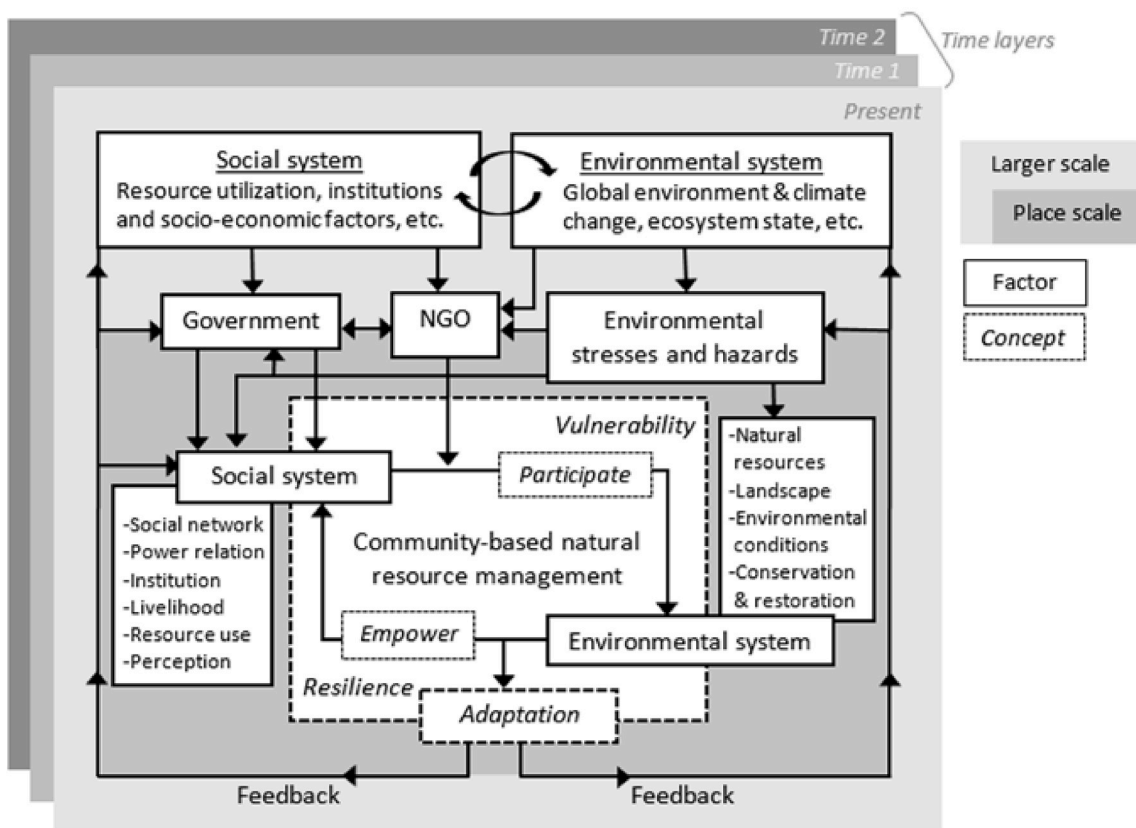 Time 2
Time layers
Time 1
Present
Social system
Resource utilization, institutions
and socio-economic factors, etc.
Environmental system
Global environment & climate
change, ecosystem state, etc.
Larger scale
Place scale
Factor
Concept
Government
NGO
Environmental
stresses and hazards
Vulnerability
Social system
Participate
-Natural
resources
-Landscape
-Environmental
conditions
-Conservation
& restoration
-Social network
-Power relation
-Institution
-Livelihood
-Resource use
-Perception
Community-based natural
resource management
Empower
Environmental system
Resilience
Adaptation
Feedback
Feedback